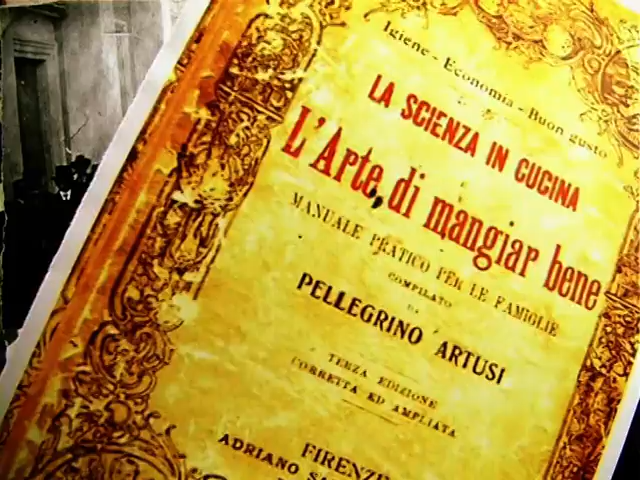 Igiene - Economia - Buon gusto
LA SCIENZA IN CUCINA
L'Arte di mangiar bene
MANUALE PRATICO PER LE FAMIGLIE
COMPILATO
DI
PELLEGRINO ARTUSI
TERZA EDIZIONE
CORRETTA ED AMPLIATA
FIRENZE
ADRIANO